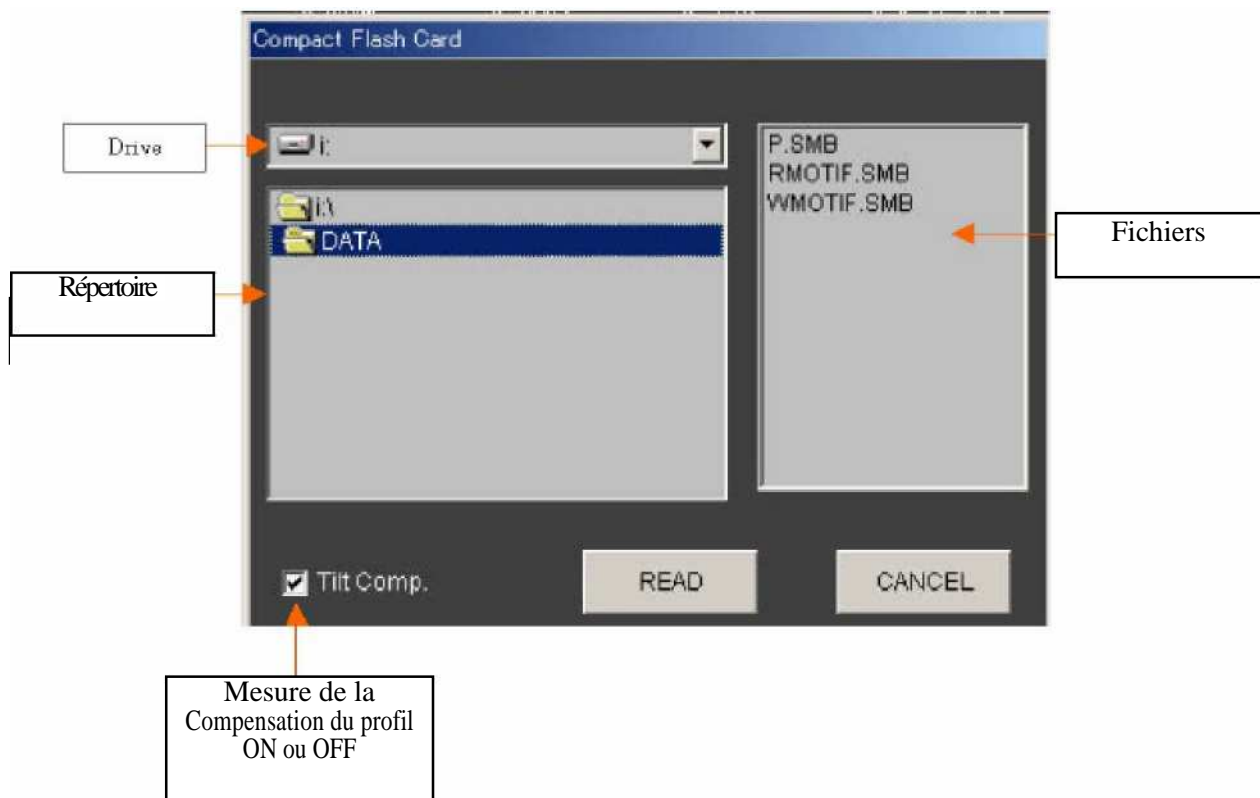 Compact Flash Card
Drive
i:
P.SMB
RMOTIF.SMB
WMOTIF.SMB
i:\
DATA
Fichiers
Répertoire
Tilt Comp.
READ
CANCEL
Mesure de la
Compensation du profil
ON ou OFF